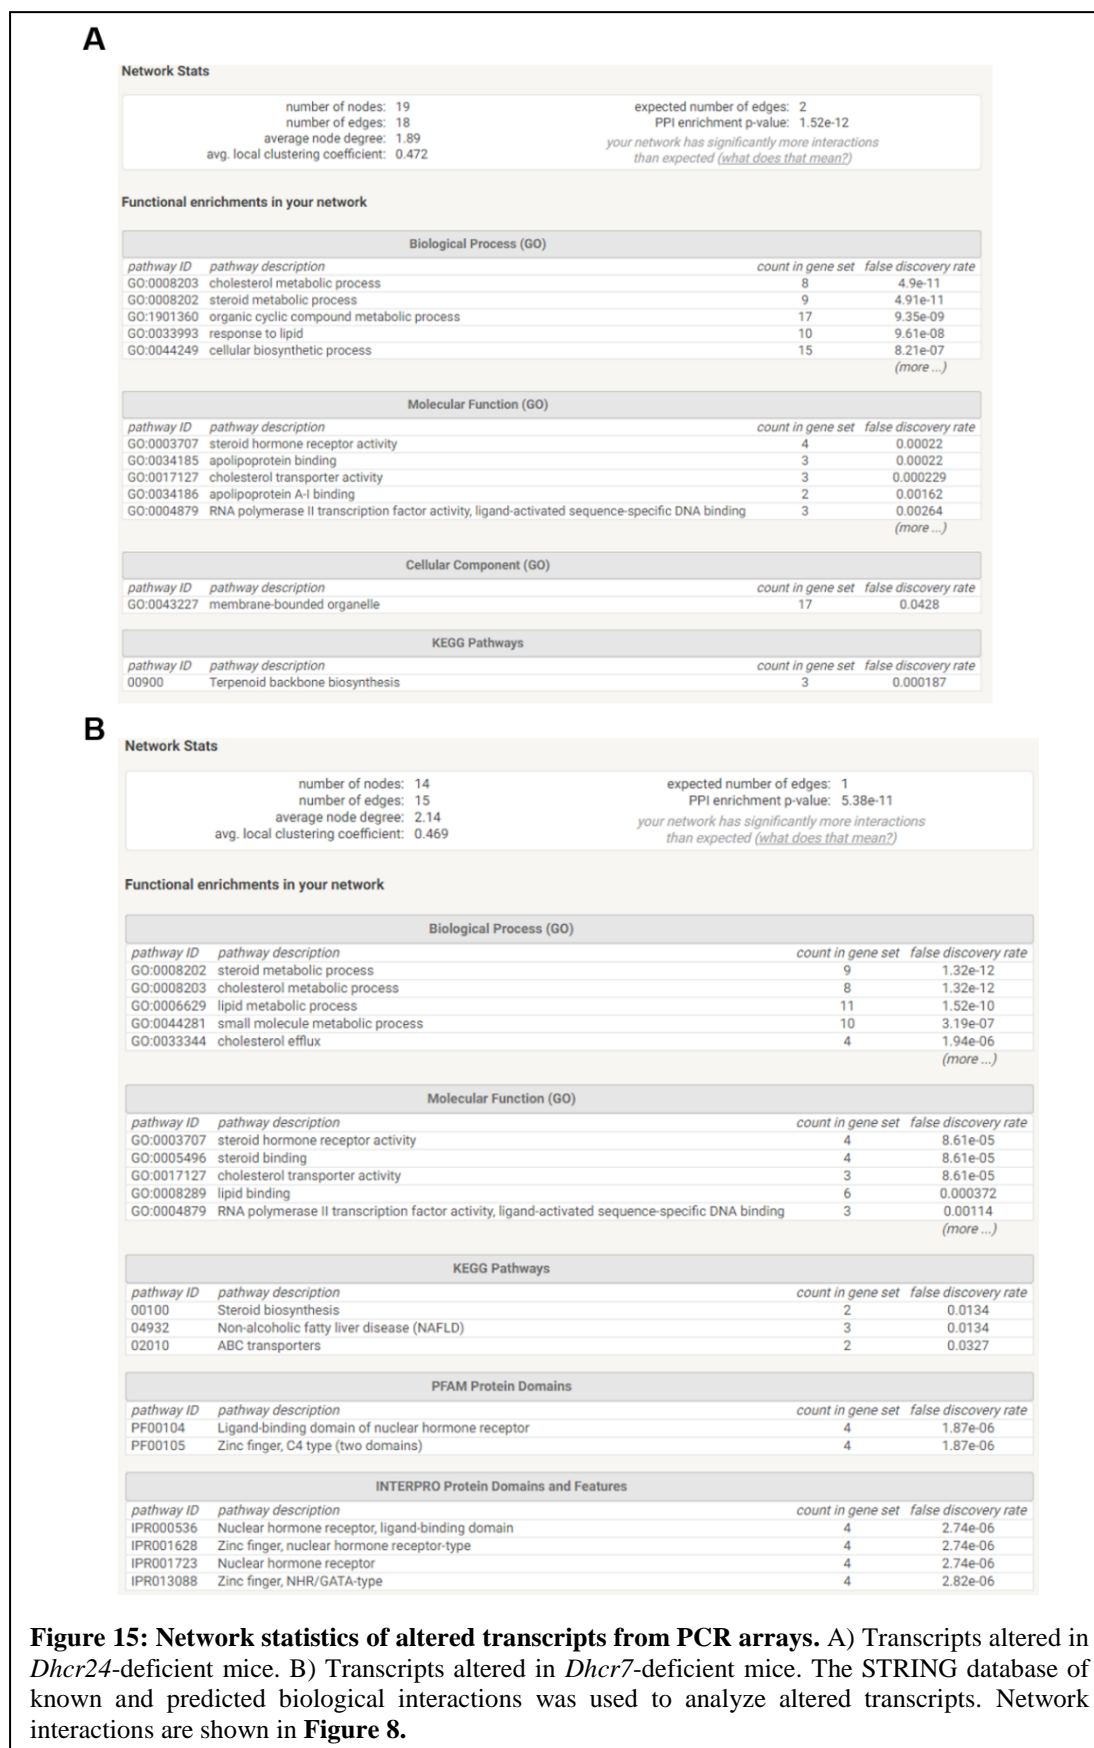 A
Network Stats
number of nodes: 19
number of edges: 18
average node degree: 1.89
avg. local clustering coefficient: 0.472
expected number of edges: 2
PPI enrichment p-value: 1.52e-12
your network has significantly more interactions
than expected (what does that mean?)
Functional enrichments in your network
Biological Process (GO)
pathway ID pathway description count in gene set false discovery rate
GO:0008203 cholesterol metabolic process 8 4.9e-11
GO:0008202 steroid metabolic process 9 4.91e-11
GO:1901360 organic cyclic compound metabolic process 17 9.35e-09
GO:0033993 response to lipid 10 9.61e-08
GO:0044249 cellular biosynthetic process 15 8.21e-07
(more ...)
Molecular Function (GO)
pathway ID pathway description count in gene set false discovery rate
GO:0003707 steroid hormone receptor activity 4 0.00022
GO:0034185 apolipoprotein binding 3 0.00022
GO:0017127 cholesterol transporter activity 3 0.000229
GO:0034186 apolipoprotein A-I binding 2 0.00162
GO:0004879 RNA polymerase II transcription factor activity, ligand-activated sequence-specific DNA binding 3 0.00264
(more ...)
Cellular Component (GO)
pathway ID pathway description count in gene set false discovery rate
GO:0043227 membrane-bounded organelle 17 0.0428
KEGG Pathways
pathway ID pathway description count in gene set false discovery rate
00900 Terpenoid backbone biosynthesis 3 0.000187
B
Network Stats
number of nodes: 14
number of edges: 15
average node degree: 2.14
avg. local clustering coefficient: 0.469
expected number of edges: 1
PPI enrichment p-value: 5.38e-11
your network has significantly more interactions
than expected (what does that mean?)
Functional enrichments in your network
Biological Process (GO)
pathway ID pathway description count in gene set false discovery rate
GO:0008202 steroid metabolic process 9 1.32e-12
GO:0008203 cholesterol metabolic process 8 1.32e-12
GO:0006629 lipid metabolic process 11 1.52e-10
GO:0044281 small molecule metabolic process 10 3.19e-07
GO:0033344 cholesterol efflux 4 1.94e-06
(more ...)
Molecular Function (GO)
pathway ID pathway description count in gene set false discovery rate
GO:0003707 steroid hormone receptor activity 4 8.61e-05
GO:0005496 steroid binding 4 8.61e-05
GO:0017127 cholesterol transporter activity 3 8.61e-05
GO:0008289 lipid binding 6 0.000372
GO:0004879 RNA polymerase II transcription factor activity, ligand-activated sequence-specific DNA binding 3 0.00114
(more ...)
KEGG Pathways
pathway ID pathway description count in gene set false discovery rate
00100 Steroid biosynthesis 2 0.0134
04932 Non-alcoholic fatty liver disease (NAFLD) 3 0.0134
02010 ABC transporters 2 0.0327
PFAM Protein Domains
pathway ID pathway description count in gene set false discovery rate
PF00104 Ligand-binding domain of nuclear hormone receptor 4 1.87e-06
PF00105 Zinc finger, C4 type (two domains) 4 1.87e-06
INTERPRO Protein Domains and Features
pathway ID pathway description count in gene set false discovery rate
IPR000536 Nuclear hormone receptor, ligand-binding domain 4 2.74e-06
IPR001628 Zinc finger, nuclear hormone receptor-type 4 2.74e-06
IPR001723 Nuclear hormone receptor 4 2.74e-06
IPR013088 Zinc finger, NHR/GATA-type 4 2.82e-06
Figure 15: Network statistics of altered transcripts from PCR arrays. A) Transcripts altered in
Dhcr24-deficient mice. B) Transcripts altered in Dhcr7-deficient mice. The STRING database of
known and predicted biological interactions was used to analyze altered transcripts. Network
interactions are shown in Figure 8.